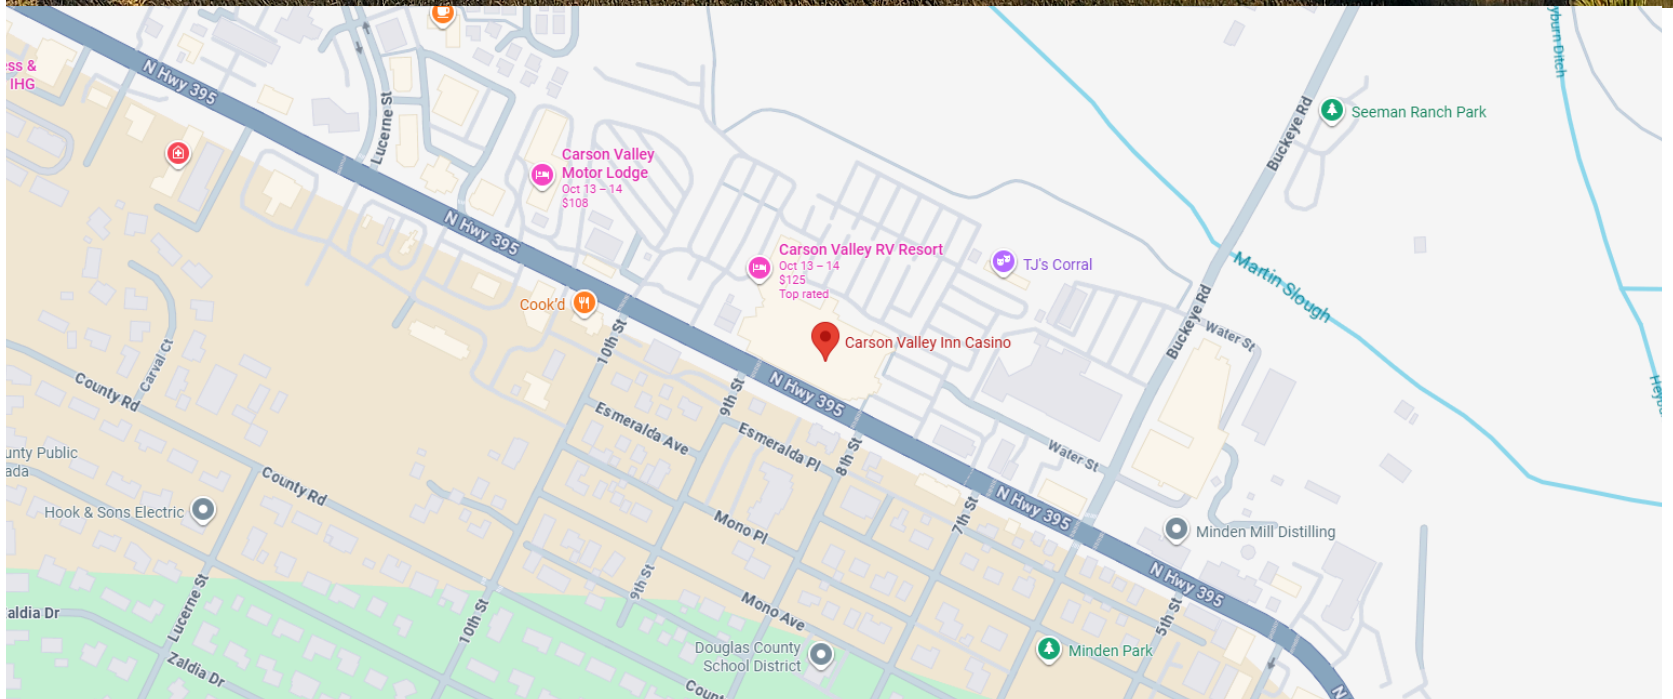 ess &
IHG
N Hwy 395
Lucerne St
Carson Valley
Motor Lodge
Oct 13 – 14
$108
N Hwy 395
Carson Valley RV Resort
Oct 13 – 14
$125
Top rated
TJ's Corral
Buckeye Rd
Seeman Ranch Park
yburn Ditch
Martin Slough
Buckeye Rd
Water St
Cook'd
10th St
Carson Valley Inn Casino
N Hwy 395
9th St
Carval Ct
County Rd
Esmeralda Ave
Esmeralda Pl
8th St
Water St
Heybu
unty Public
ada
County Rd
Hook & Sons Electric
Mono Pl
7th St
N Hwy 395
Minden Mill Distilling
N Hwy 395
9th St
Mono Ave
5th St
Lucerne St
10th St
aldia Dr
Zaldia Dr
Douglas County
School District
Minden Park
Count
N